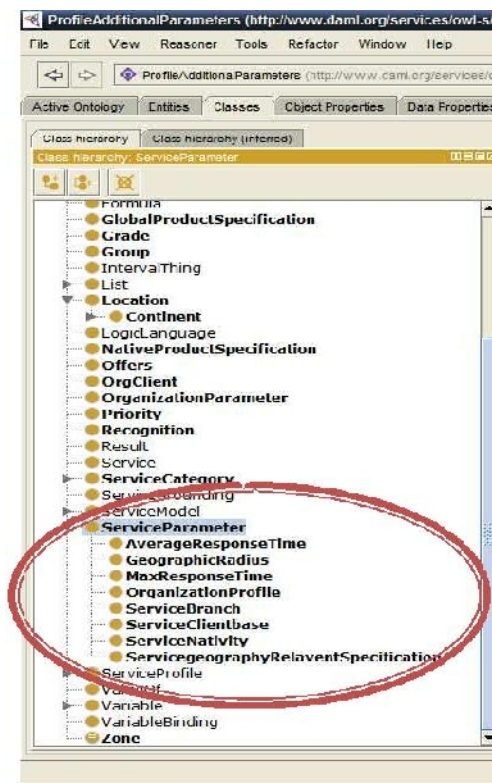 ProfileAdditionalParameters (http://www.daml.org/services/owl-s/
File Edit View Reasoner Tools Refactor Window Help
ProfileAdditionalParameters (http://www.daml.org/services/o
Active Ontology Entities Classes Object Properties Data Properties
Class hierarchy Class hierarchy (inferred)
Class hierarchy: ServiceParameter
Formula
GlobalProductSpecification
Grade
Group
IntervalThing
List
Location
Continent
LogicLanguage
NativeProductSpecification
Offers
OrgClient
OrganizationParameter
Priority
Recognition
Result
Service
ServiceCategory
ServiceGrounding
ServiceModel
ServiceParameter
AverageResponseTime
GeographicRadius
MaxResponseTime
OrganizationProfile
ServiceBranch
ServiceClientbase
ServiceNativity
ServicegeographyRelaventSpecification
ServiceProfile
ValueOf
Variable
VariableBinding
Zone